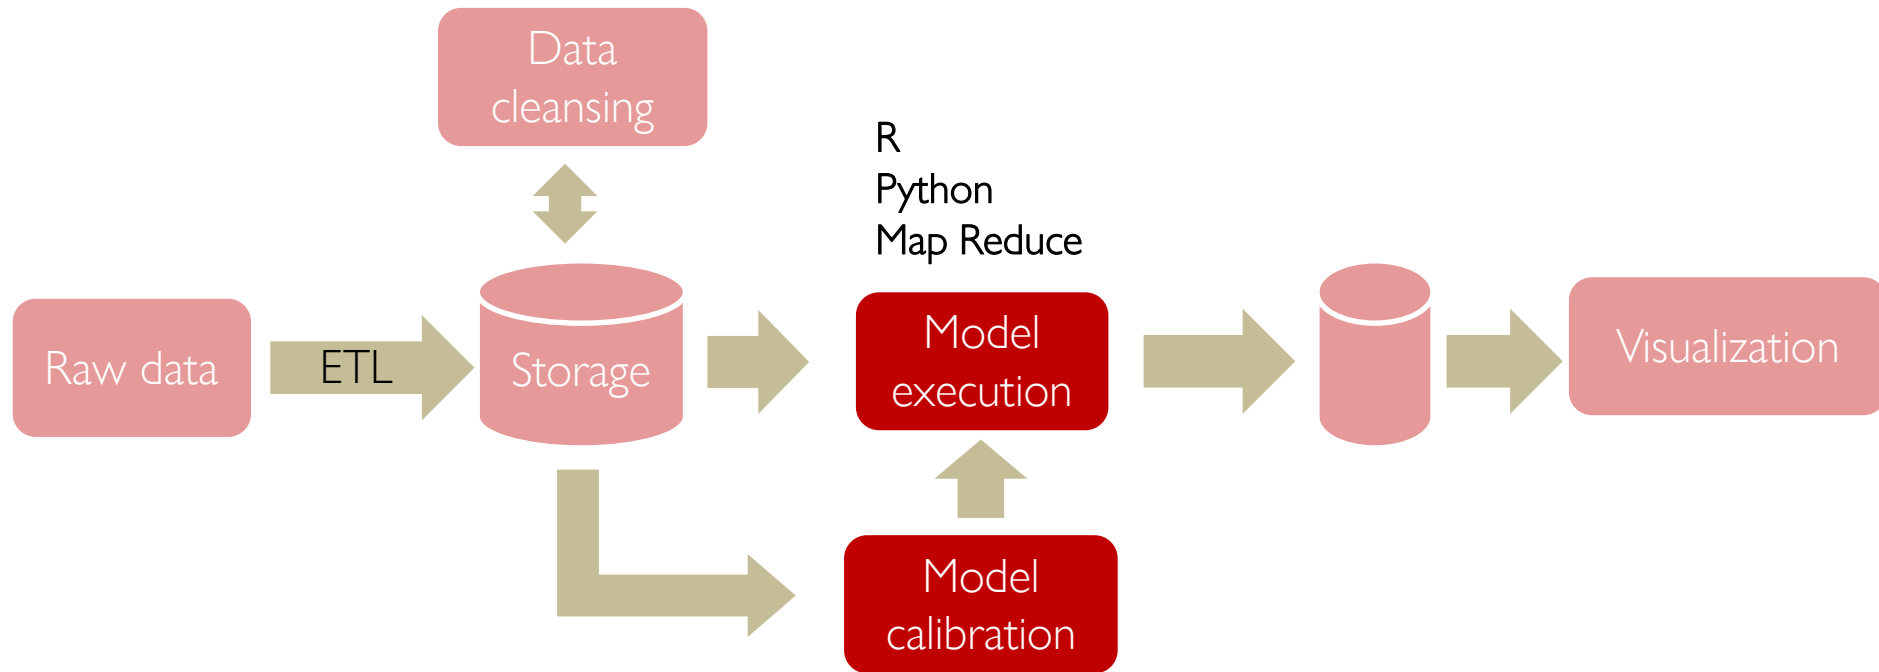 Data
cleansing
R
Python
Map Reduce
Raw data
ETL
Storage
Model
execution
Visualization
Model
calibration